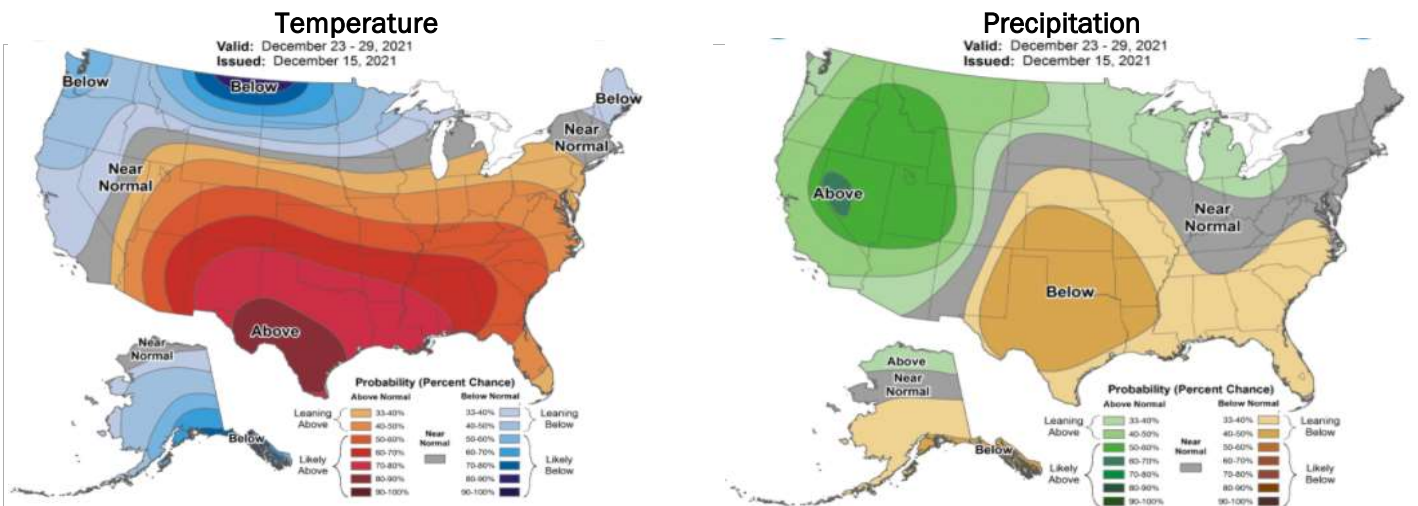 Temperature
Valid: December 23 - 29, 2021
Issued: December 15, 2021
Below
Below
Below
Near
Normal
Near
Normal
Above
Near
Normal
Below
Probability (Percent Chance)
Above Normal
Below Normal
Leaning
Above
33-40%
40-50%
Likely
Above
50-60%
60-70%
70-80%
80-90%
90-100%
Near
Normal
33-40%
40-50%
Leaning
Below
50-60%
60-70%
70-80%
80-90%
90-100%
Likely
Below
Precipitation
Valid: December 23 - 29, 2021
Issued: December 15, 2021
Above
Near
Normal
Below
Above
Near
Normal
Below
Probability (Percent Chance)
Above Normal
Below Normal
Leaning
Above
33-40%
40-50%
Likely
Above
50-60%
60-70%
70-80%
80-90%
90-100%
Near
Normal
33-40%
40-50%
Leaning
Below
50-60%
60-70%
70-80%
80-90%
90-100%
Likely
Below